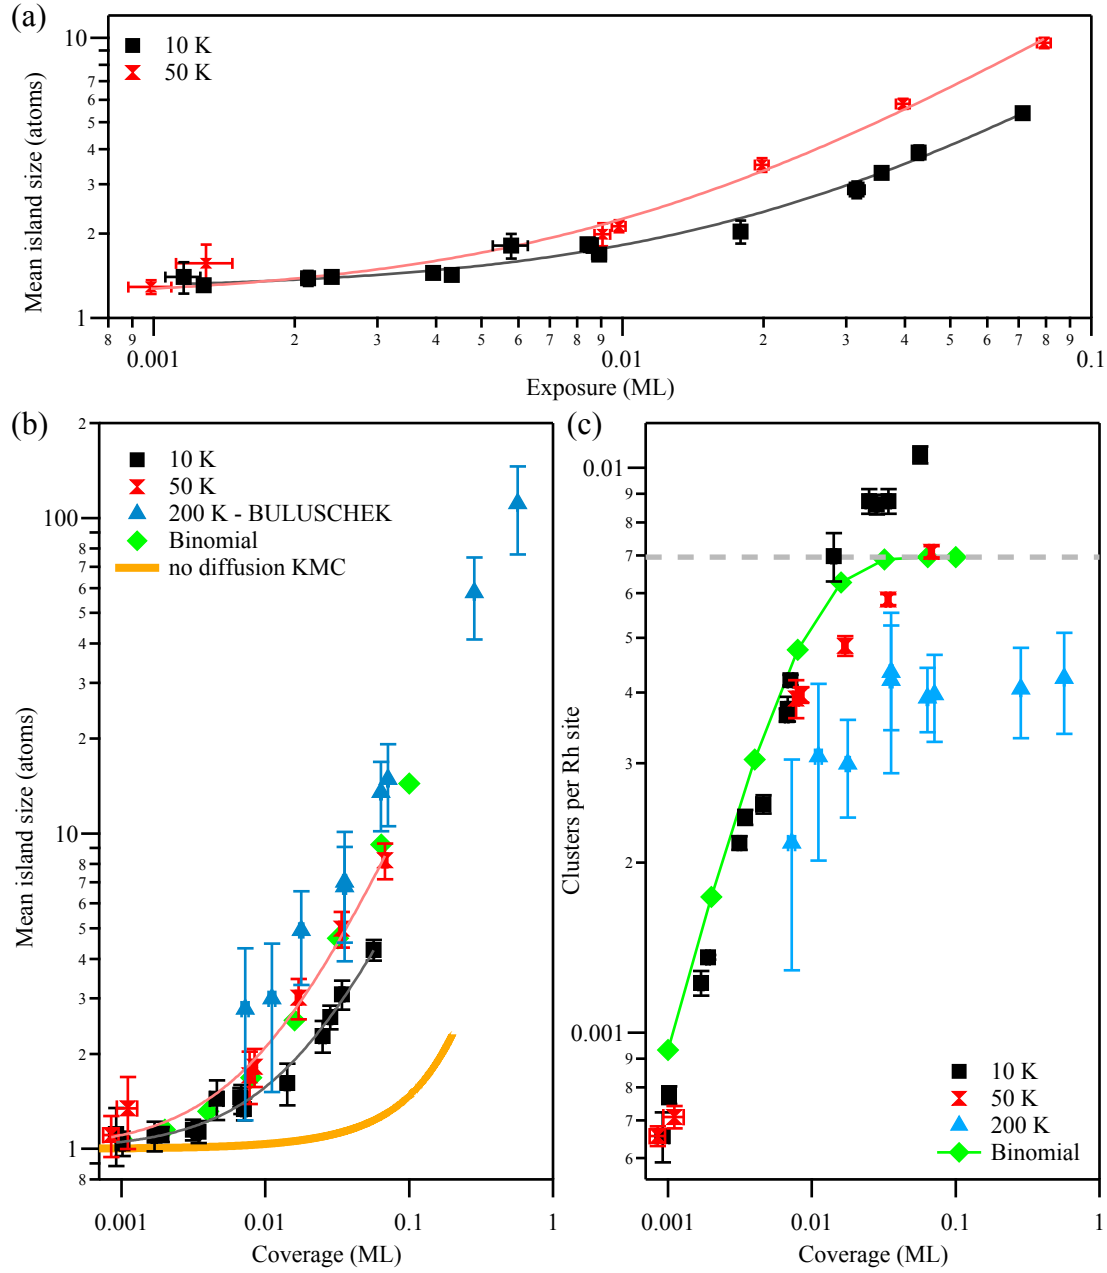 (a)
10
7
6
5
4
3
2
1
Mean island size (atoms)
10 K
50 K
8 9 2 3 4 5 6 7 8 9 2 3 4 5 6 7 8 9
0.001 0.01 0.1
Exposure (ML)
(b)
2
100
8
7
6
5
4
3
2
10
8
7
6
5
4
3
2
1
8
Mean island size (atoms)
10 K
50 K
200 K - BULUSCHEK
Binomial
no diffusion KMC
0.001 0.01 0.1 1
Coverage (ML)
(c)
0.01
9
8
7
6
5
4
3
2
0.001
9
8
7
6
Clusters per Rh site
10 K
50 K
200 K
Binomial
0.001 0.01 0.1 1
Coverage (ML)